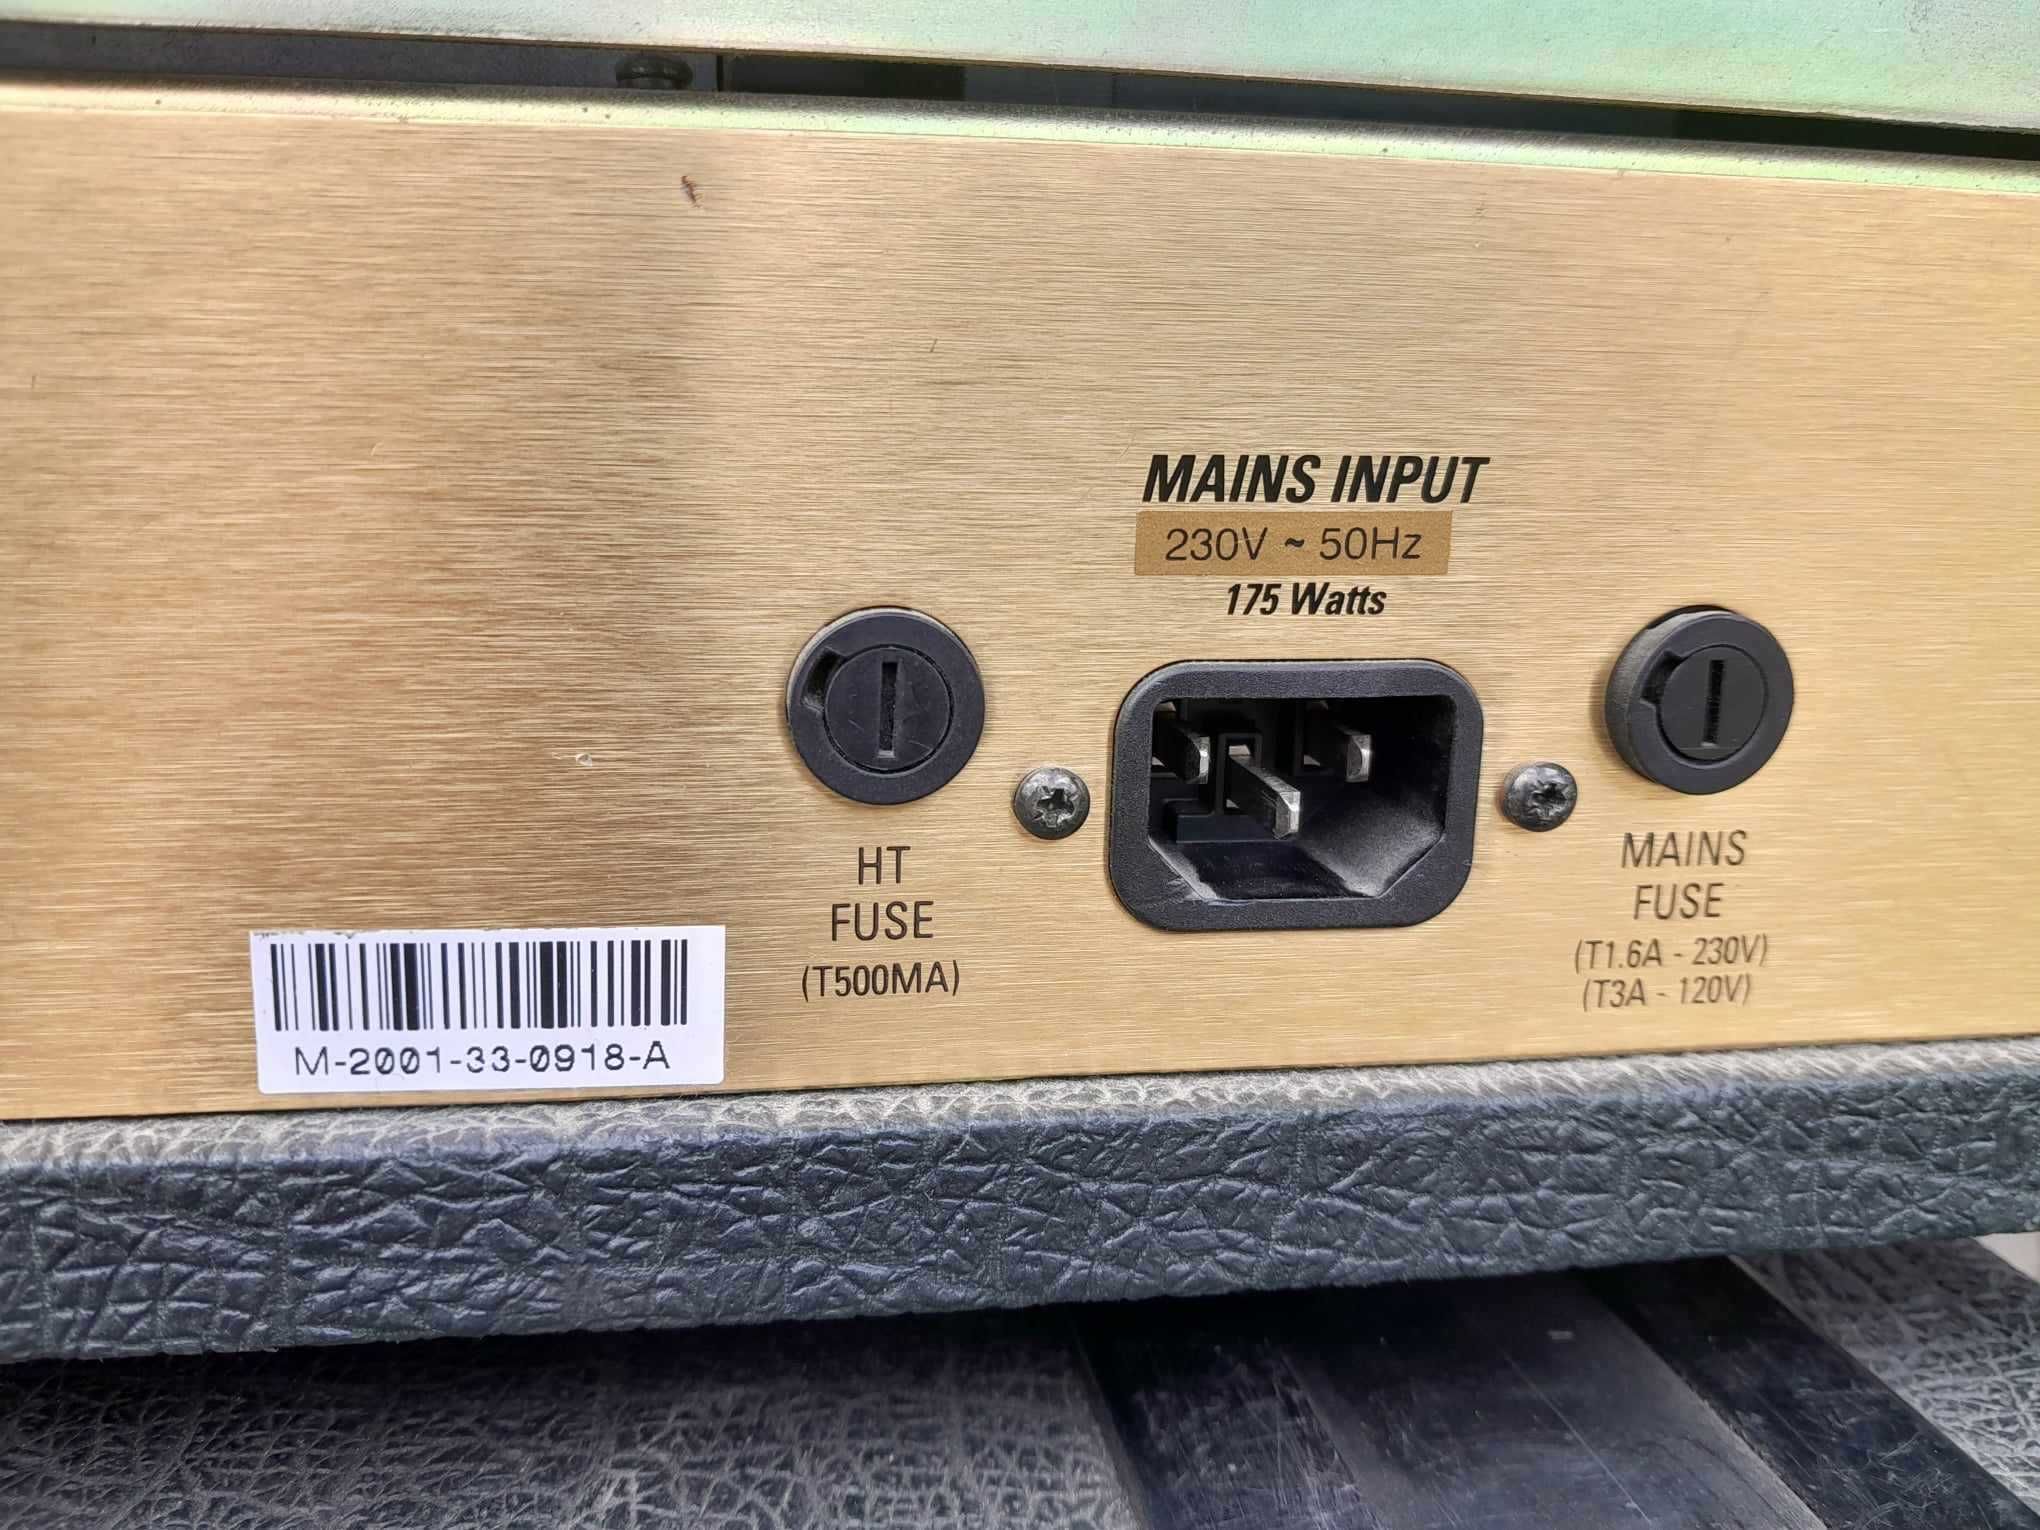 MAINS INPUT
230V ~ 50Hz
175 Watts
HT
FUSE
(T500MA)
MAINS
FUSE
(T1.6A - 230V)
(T3A - 120V)
M-2001-33-0918-A